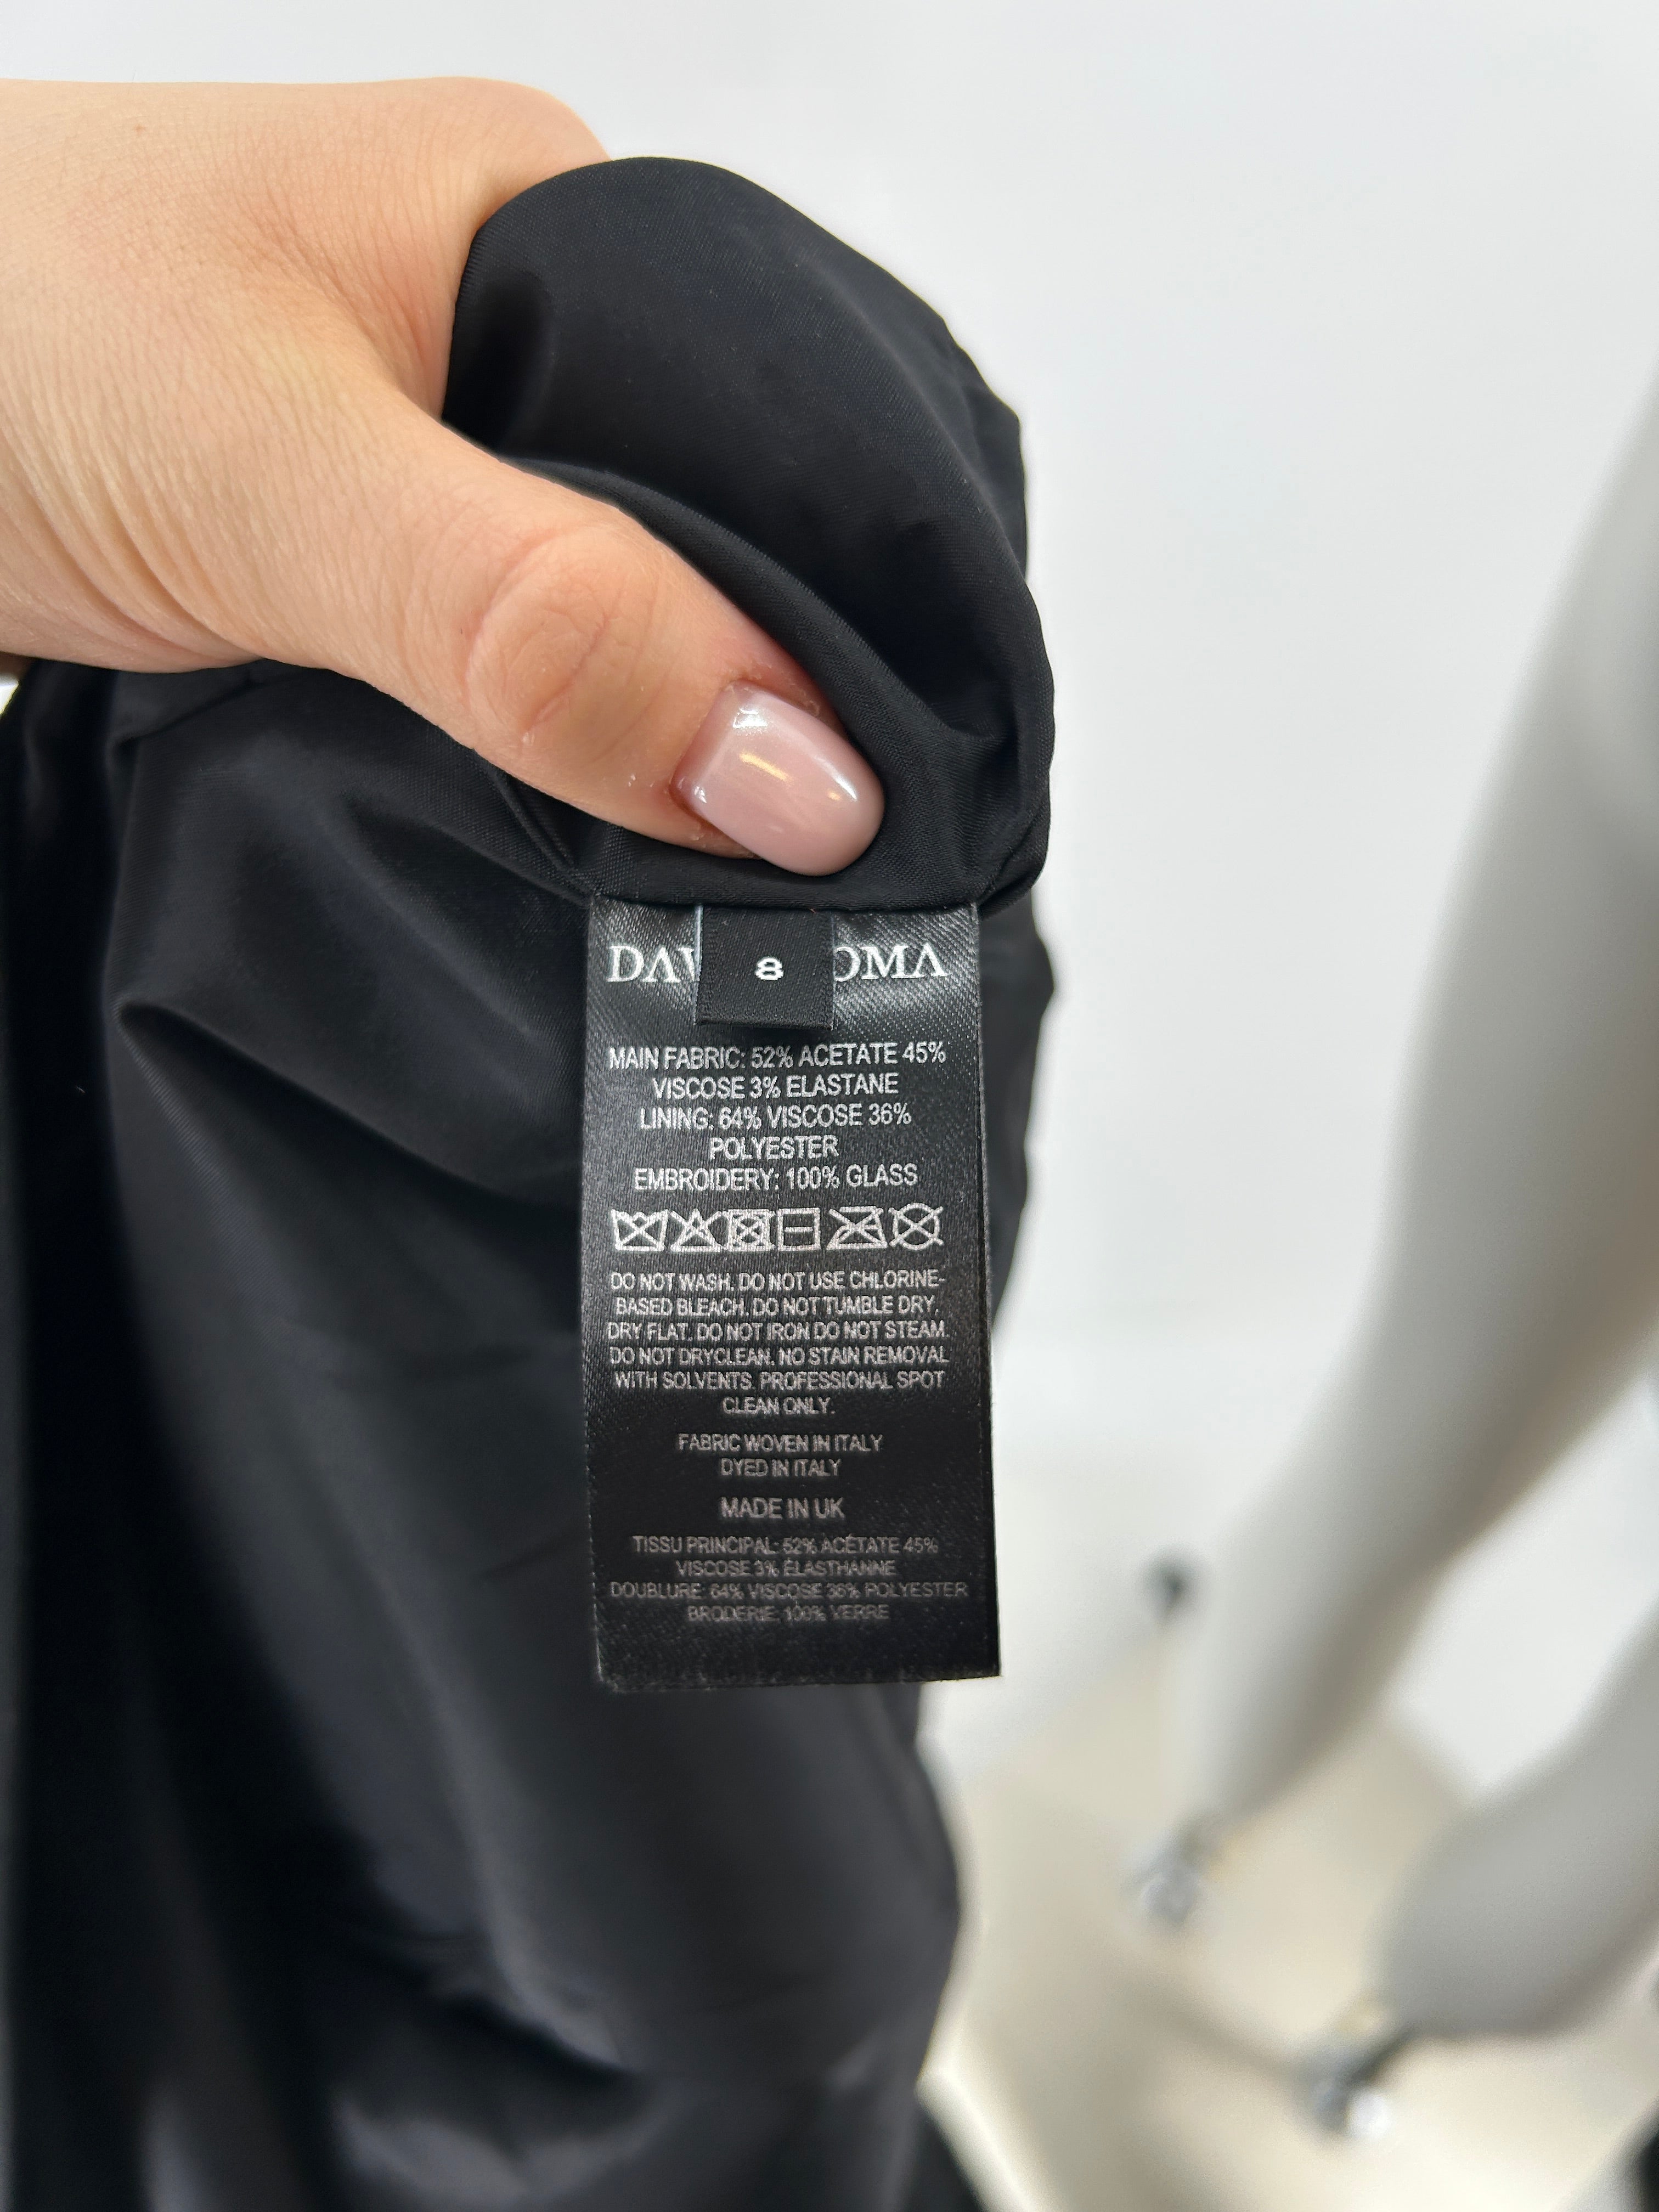 8
MAIN FABRIC: 52% ACETATE 45%
VISCOSE 3% ELASTANE
LINING: 64% VISCOSE 36%
POLYESTER
EMBROIDERY: 100% GLASS
DO NOT WASH. DO NOT USE CHLORINE-
BASED BLEACH. DO NOT TUMBLE DRY.
DRY FLAT. DO NOT IRON DO NOT STEAM.
DO NOT DRYCLEAN. NO STAIN REMOVAL
WITH SOLVENTS. PROFESSIONAL SPOT
CLEAN ONLY.
FABRIC WOVEN IN ITALY
DYED IN ITALY
MADE IN UK
TISSU PRINCIPAL: 52% ACÉTATE 45%
VISCOSE 3% ÉLASTHANNE
DOUBLURE: 64% VISCOSE 36% POLYESTER
BRODERIE: 100% VERRE